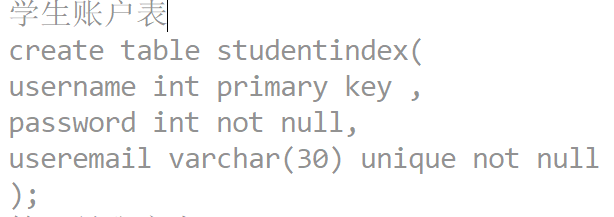 学生账户表
create table studentindex(
username int primary key ,
password int not null,
useremail varchar(30) unique not null
);